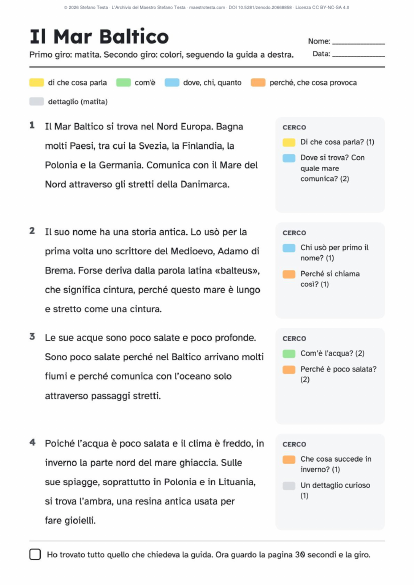 © 2026 Stefano Testa · L'Archivio del Maestro Stefano Testa · maestrotesta.com
Il Mar Baltico
Primo giro: matita. Secondo giro: colori, seguendo la guida a destra.
Nome:
Data:
di che cosa parla
com'è
dove, chi, quanto
perché, che cosa provoca
dettaglio (matita)
1 Il Mar Baltico si trova nel Nord Europa. Bagna
molti Paesi, tra cui la Svezia, la Finlandia, la
Polonia e la Germania. Comunica con il Mare del
Nord attraverso gli stretti della Danimarca.
CERCO
Di che cosa parla? (1)
Dove si trova? Con
quale mare
comunica? (2)
2 Il suo nome ha una storia antica. Lo usò per la
prima volta uno scrittore del Medioevo, Adamo di
Brema. Forse deriva dalla parola latina «balteus»,
che significa cintura, perché questo mare è lungo
e stretto come una cintura.
CERCO
Chi usò per primo il
nome? (1)
Perché si chiama
così? (1)
3 Le sue acque sono poco salate e poco profonde.
Sono poco salate perché nel Baltico arrivano molti
fiumi e perché comunica con l'oceano solo
attraverso passaggi stretti.
CERCO
Com'è l'acqua? (2)
Perché è poco salata?
(2)
4 Poiché l'acqua è poco salata e il clima è freddo, in
inverno la parte nord del mare ghiaccia. Sulle
sue spiagge, soprattutto in Polonia e in Lituania,
si trova l'ambra, una resina antica usata per
fare gioielli.
CERCO
Che cosa succede in
inverno? (1)
Un dettaglio curioso
(1)
Ho trovato tutto quello che chiedeva la guida. Ora guardo la pagina 30 secondi e la giro.